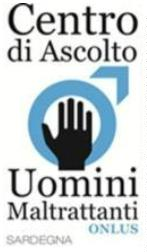 Centro
di Ascolto
Uomini
Maltrattanti
ONLUS
SARDEGNA